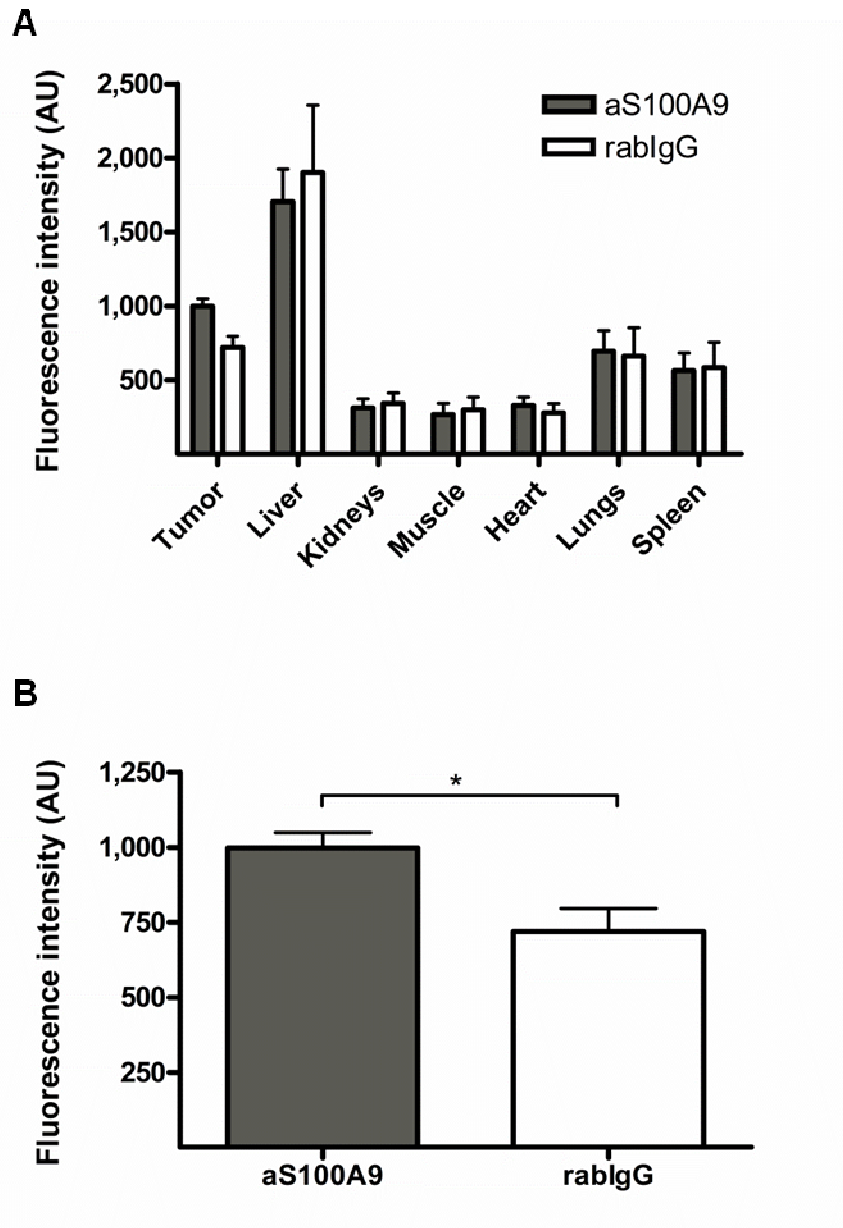 A
Fluorescence intensity (AU)
2,500
2,000
1,500
1,000
500
aS100A9
rabIgG
Tumor
Liver
Kidneys
Muscle
Heart
Lungs
Spleen
B
Fluorescence intensity (AU)
1,250
1,000
750
500
250
*
aS100A9
rabIgG